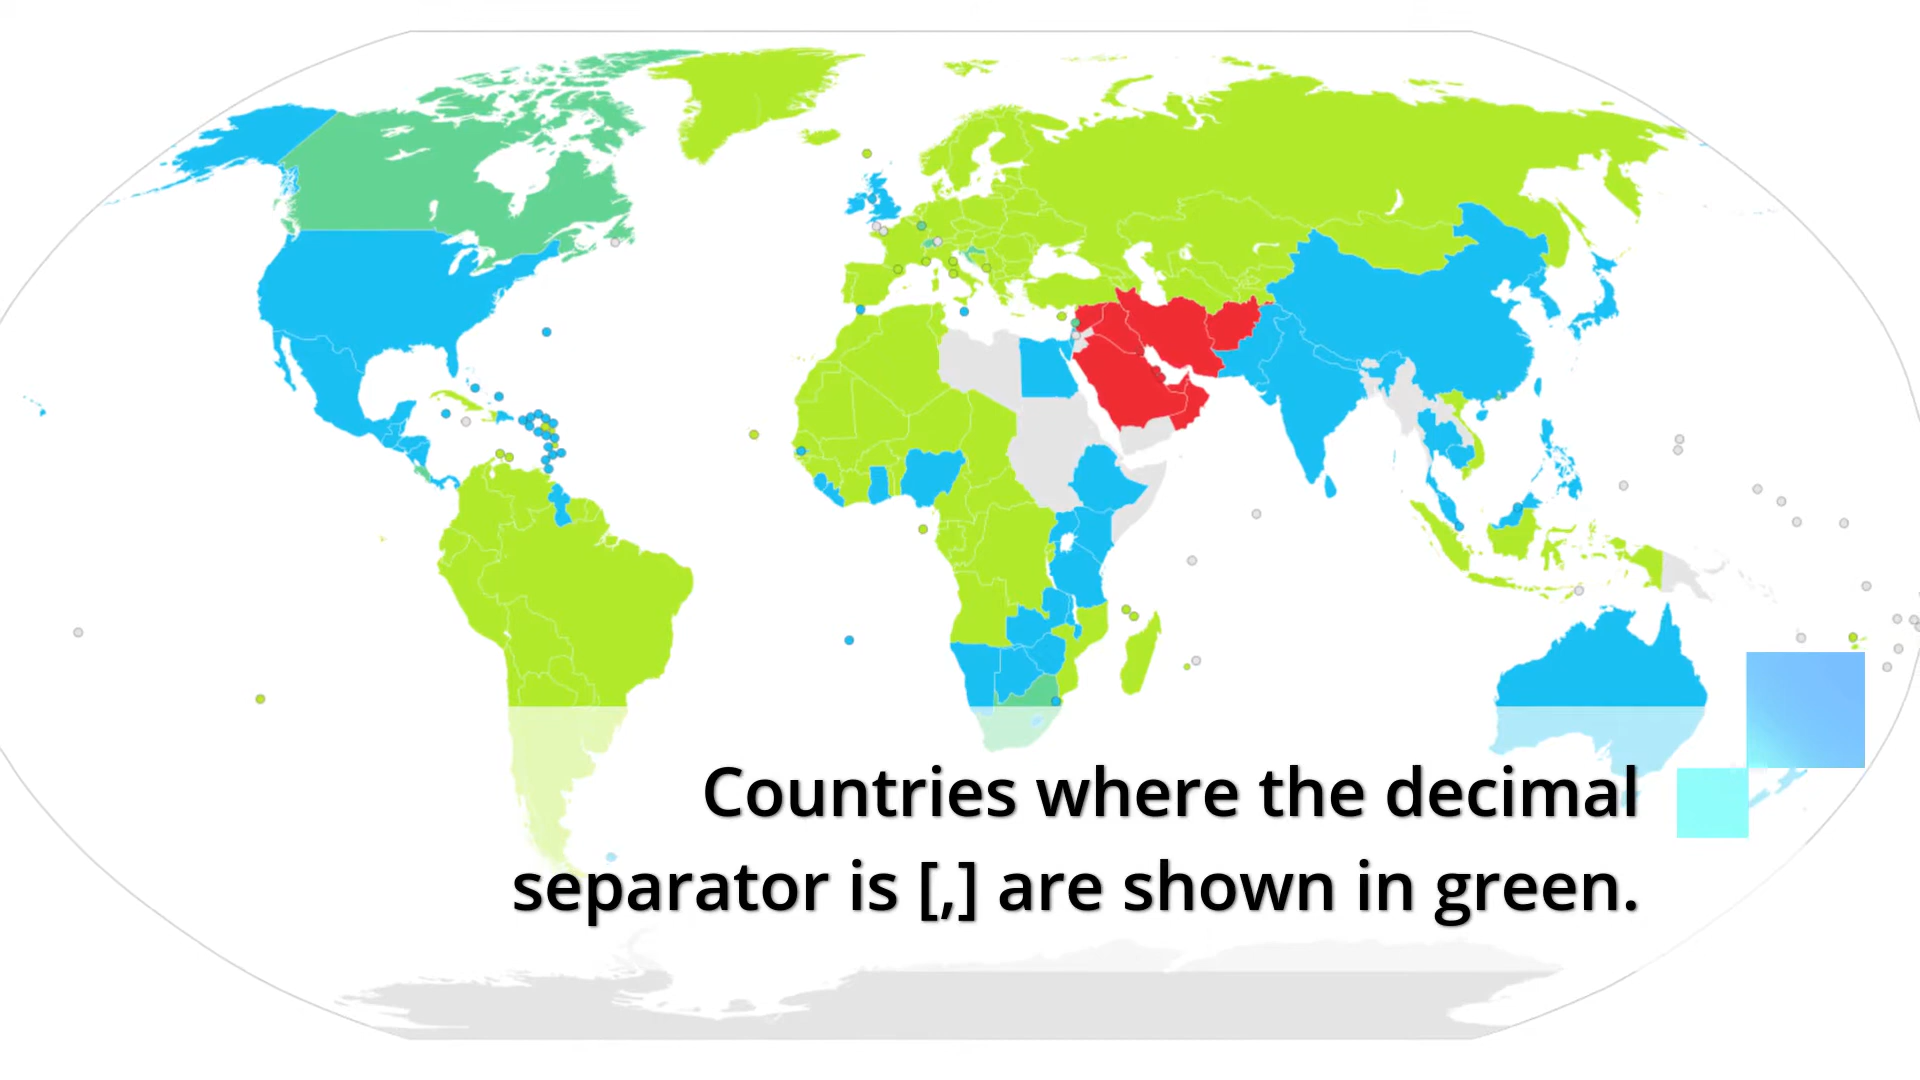 Countries where the decimal
separator is [,] are shown in green.